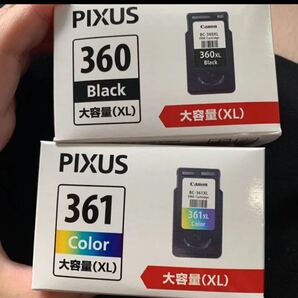 PIXUS
360
Black
大容量(XL)
Canon
BC-360XL
360XL
Black
大容量(XL)
PIXUS
361
Color
大容量(XL)
Canon
BC-361XL
361XL
Color
大容量(XL)